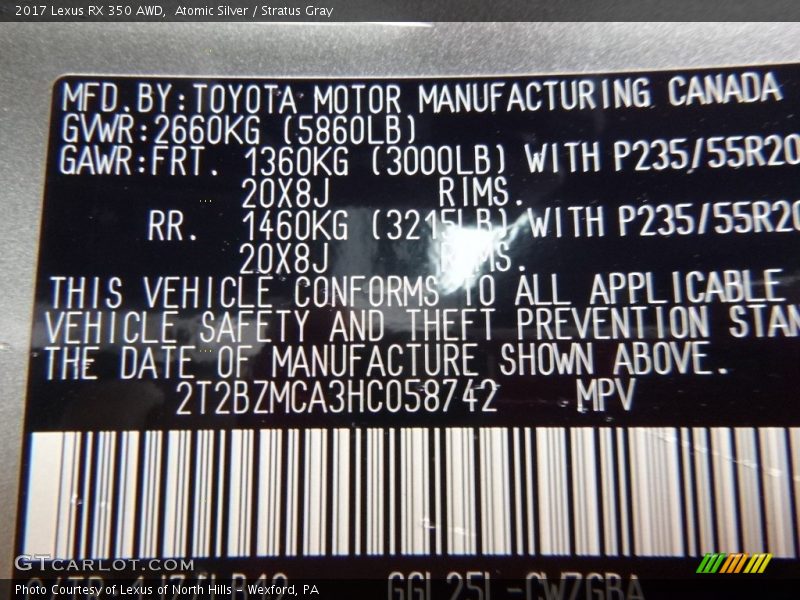 2017 Lexus RX 350 AWD,  Atomic Silver / Stratus Gray
MFD.BY:TOYOTA MOTOR MANUFACTURING CANADA
GVWR:2660KG (5860LB)
GAWR:FRT. 1360KG (3000LB) WITH P235/55R20
20X8J RIMS.
RR. 1460KG (3215LB) WITH P235/55R20
20X8J RIMS.
THIS VEHICLE CONFORMS TO ALL APPLICABLE
VEHICLE SAFETY AND THEFT PREVENTION STAN
THE DATE OF MANUFACTURE SHOWN ABOVE.
2T2BZMCA3HC058742 MPV
GTCARLOT.COM
GGL25L-CWZGBA
Photo Courtesy of Lexus of North Hills - Wexford, PA